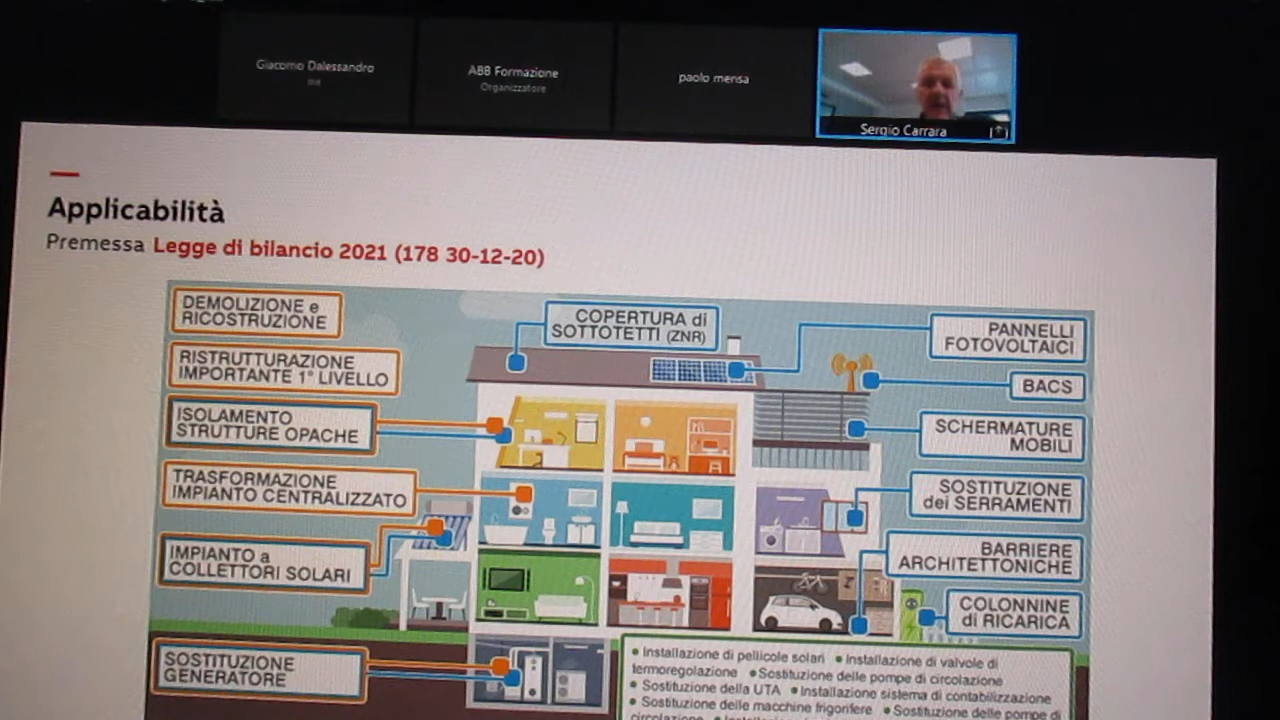 Giacomo Dalessandro
me
ABB Formazione
Organizzatore
paolo mensa
Sergio Carrara
Applicabilità
Premessa Legge di bilancio 2021 (178 30-12-20)
DEMOLIZIONE e
RICOSTRUZIONE
RISTRUTTURAZIONE
IMPORTANTE 1° LIVELLO
ISOLAMENTO
STRUTTURE OPACHE
TRASFORMAZIONE
IMPIANTO CENTRALIZZATO
IMPIANTO a
COLLETTORI SOLARI
SOSTITUZIONE
GENERATORE
COPERTURA di
SOTTOTETTI (ZNR)
PANNELLI
FOTOVOLTAICI
BACS
SCHERMATURE
MOBILI
SOSTITUZIONE
dei SERRAMENTI
BARRIERE
ARCHITETTONICHE
COLONNINE
di RICARICA
• Installazione di pellicole solari • Installazione di valvole di
termoregolazione • Sostituzione delle pompe di circolazione
• Sostituzione della UTA • Installazione sistema di contabilizzazione
• Sostituzione delle macchine frigorifere • Sostituzione delle pompe di
circolazione